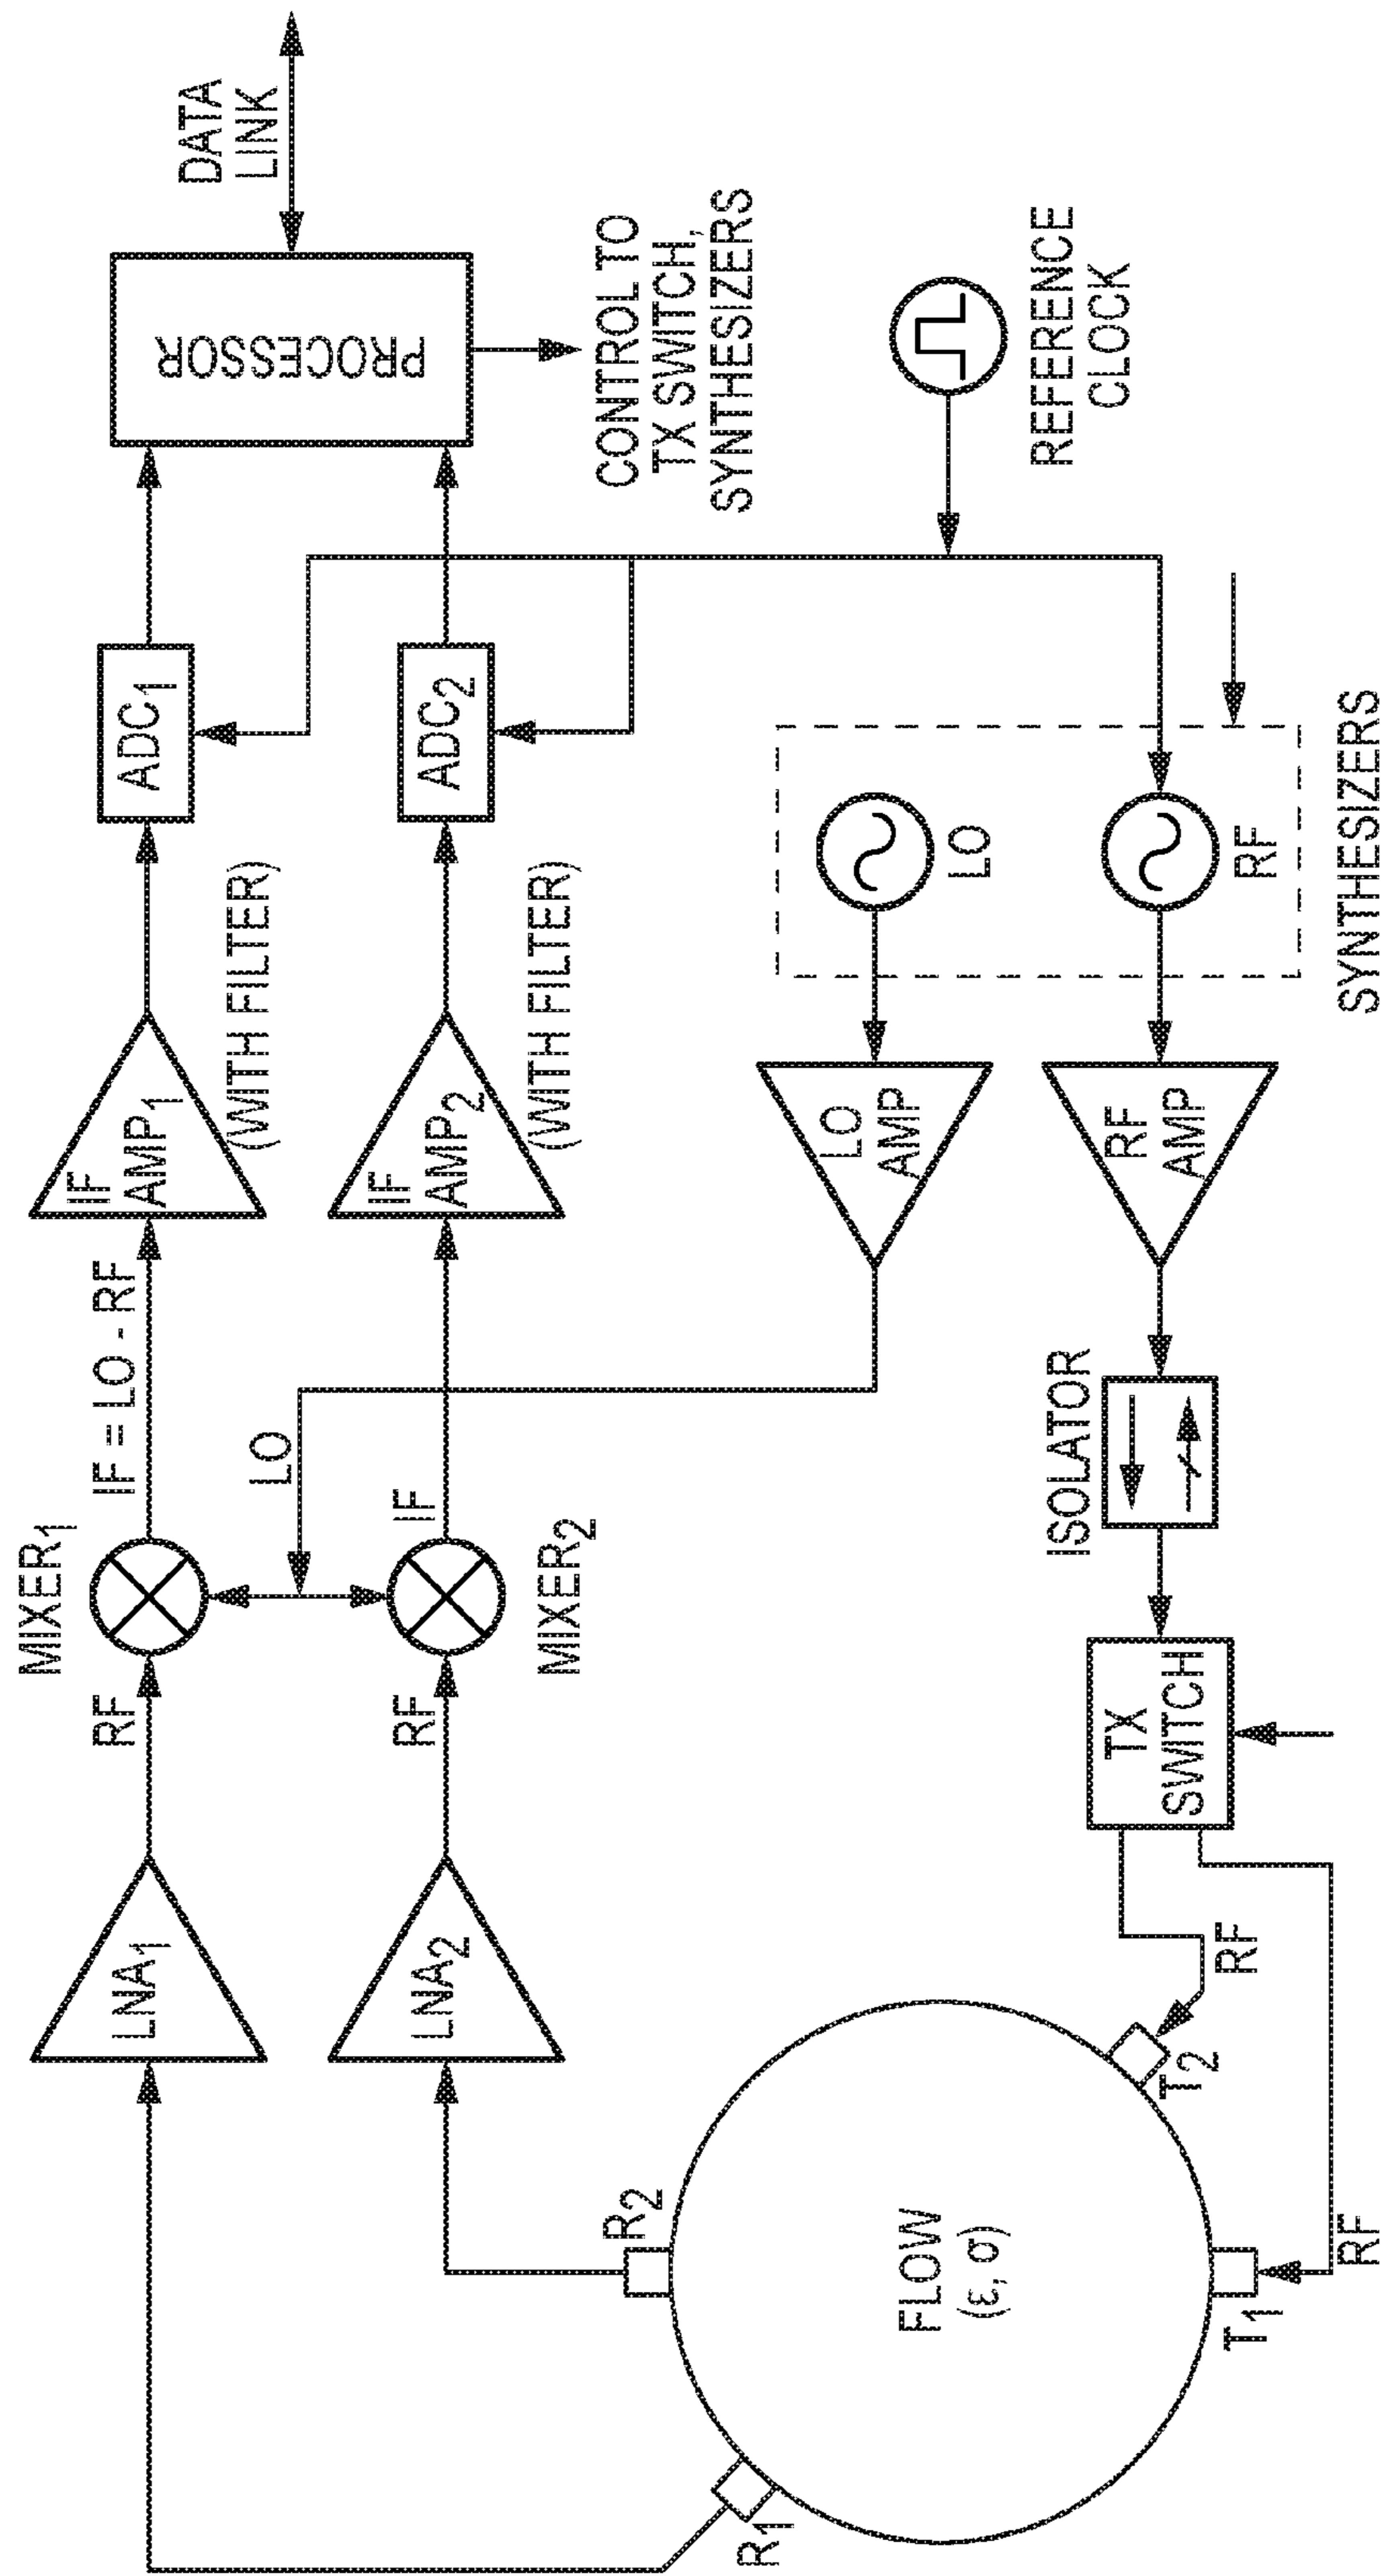 DATA
LINK
PROCESSOR
CONTROL TO
TX SWITCH,
SYNTHESIZERS
REFERENCE
CLOCK
ADC1
ADC2
(WITH FILTER)
(WITH FILTER)
IF
AMP1
IF
AMP2
LO
RF
SYNTHESIZERS
LO
AMP
RF
AMP
IF = LO - RF
LO
IF
MIXER1
MIXER2
ISOLATOR
RF
RF
TX
SWITCH
LNA1
LNA2
RF
T2
R2
FLOW
(ε, σ)
RF
T1
R1